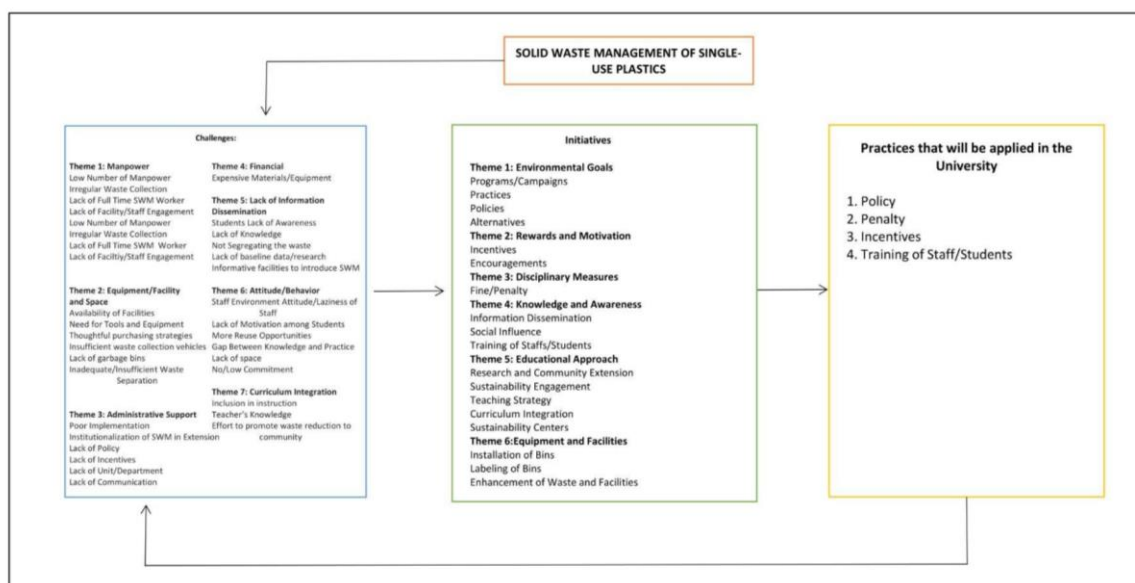 SOLID WASTE MANAGEMENT OF SINGLE-
USE PLASTICS
Challenges:
Theme 1: Manpower
Low Number of Manpower
Irregular Waste Collection
Lack of Full Time SWM Worker
Lack of Facility/Staff Engagement
Low Number of Manpower
Irregular Waste Collection
Lack of Full Time SWM Worker
Lack of Faciltiy/Staff Engagement
Theme 2: Equipment/Facility
and Space
Availability of Facilities
Need for Tools and Equipment
Thoughtful purchasing strategies
Insufficient waste collection vehicles
Lack of garbage bins
Inadequate/Insufficient Waste
Separation
Theme 3: Administrative Support
Poor Implementation
Institutionalization of SWM in Extension
Lack of Policy
Lack of Incentives
Lack of Unit/Department
Lack of Communication
Theme 4: Financial
Expensive Materials/Equipment
Theme 5: Lack of Information
Dissemination
Students Lack of Awareness
Lack of Knowledge
Not Segregating the waste
Lack of baseline data/research
Informative facilities to introduce SWM
Theme 6: Attitude/Behavior
Staff Environment Attitude/Laziness of
Staff
Lack of Motivation among Students
More Reuse Opportunities
Gap Between Knowledge and Practice
Lack of space
No/Low Commitment
Theme 7: Curriculum Integration
Inclusion in instruction
Teacher's Knowledge
Effort to promote waste reduction to
community
Initiatives
Theme 1: Environmental Goals
Programs/Campaigns
Practices
Policies
Alternatives
Theme 2: Rewards and Motivation
Incentives
Encouragements
Theme 3: Disciplinary Measures
Fine/Penalty
Theme 4: Knowledge and Awareness
Information Dissemination
Social Influence
Training of Staffs/Students
Theme 5: Educational Approach
Research and Community Extension
Sustainability Engagement
Teaching Strategy
Curriculum Integration
Sustainability Centers
Theme 6:Equipment and Facilities
Installation of Bins
Labeling of Bins
Enhancement of Waste and Facilities
Practices that will be applied in the
University
1. Policy
2. Penalty
3. Incentives
4. Training of Staff/Students